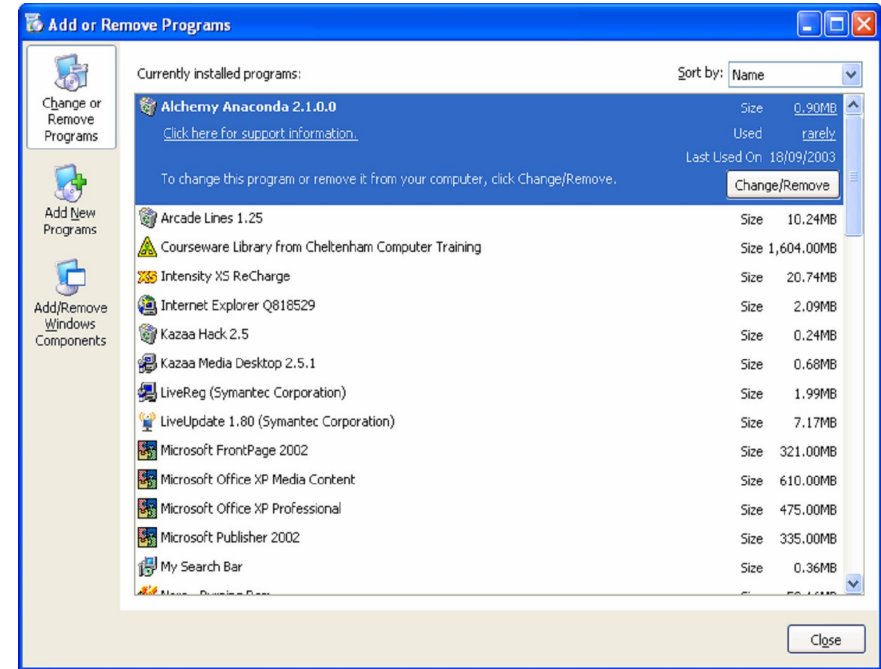 Add or Remove Programs
Change or
Remove
Programs
Add New
Programs
Add/Remove
Windows
Components
Currently installed programs:
Sort by: Name
Alchemy Anaconda 2.1.0.0 Size 0.90MB
Click here for support information. Used rarely
Last Used On 18/09/2003
To change this program or remove it from your computer, click Change/Remove. Change/Remove
Arcade Lines 1.25 Size 10.24MB
Courseware Library from Cheltenham Computer Training Size 1,604.00MB
Intensity XS ReCharge Size 20.74MB
Internet Explorer Q818529 Size 2.09MB
Kazaa Hack 2.5 Size 0.24MB
Kazaa Media Desktop 2.5.1 Size 0.68MB
LiveReg (Symantec Corporation) Size 1.99MB
LiveUpdate 1.80 (Symantec Corporation) Size 7.17MB
Microsoft FrontPage 2002 Size 321.00MB
Microsoft Office XP Media Content Size 610.00MB
Microsoft Office XP Professional Size 475.00MB
Microsoft Publisher 2002 Size 335.00MB
My Search Bar Size 0.36MB
Close